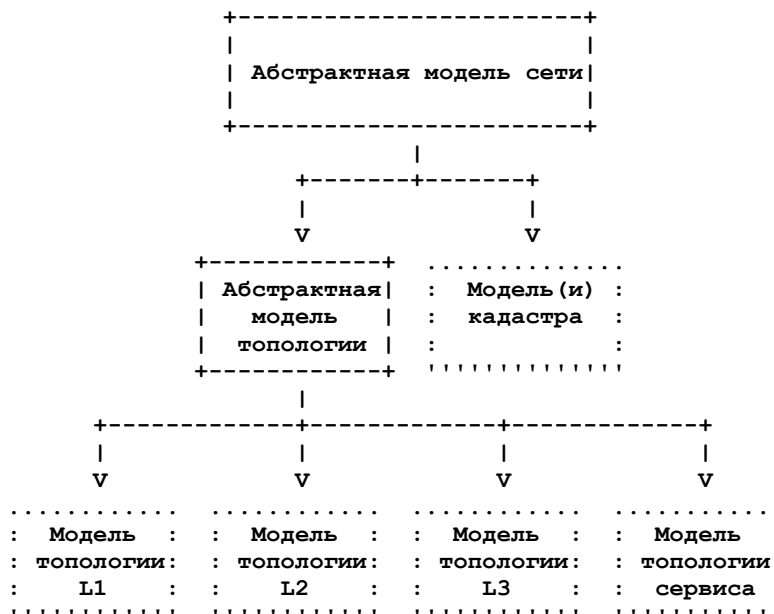 Абстрактная модель сети
V V
Абстрактная Модель(и)
модель кадастра
топологии
V V V V
Модель Модель Модель Модель
топологии топологии топологии топологии
L1 L2 L3 сервиса